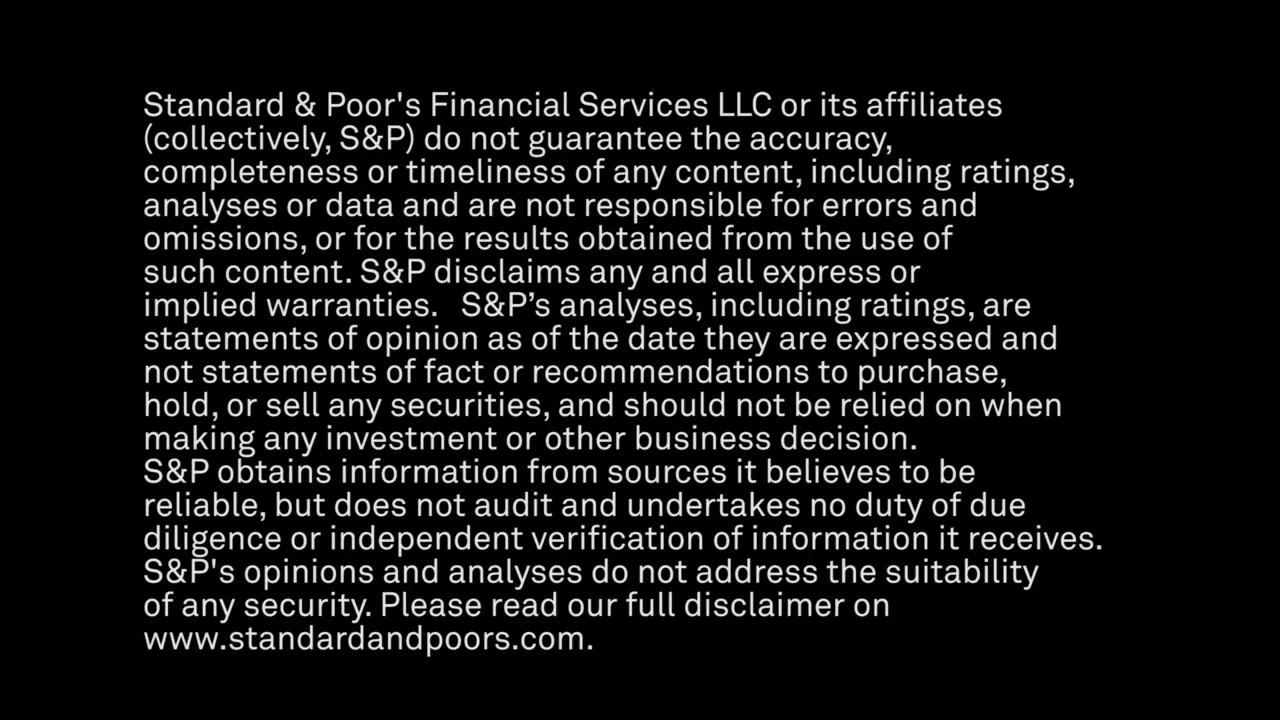 Standard & Poor's Financial Services LLC or its affiliates
(collectively, S&P) do not guarantee the accuracy,
completeness or timeliness of any content, including ratings,
analyses or data and are not responsible for errors and
omissions, or for the results obtained from the use of
such content. S&P disclaims any and all express or
implied warranties.   S&P’s analyses, including ratings, are
statements of opinion as of the date they are expressed and
not statements of fact or recommendations to purchase,
hold, or sell any securities, and should not be relied on when
making any investment or other business decision.
S&P obtains information from sources it believes to be
reliable, but does not audit and undertakes no duty of due
diligence or independent verification of information it receives.
S&P's opinions and analyses do not address the suitability
of any security. Please read our full disclaimer on
www.standardandpoors.com.